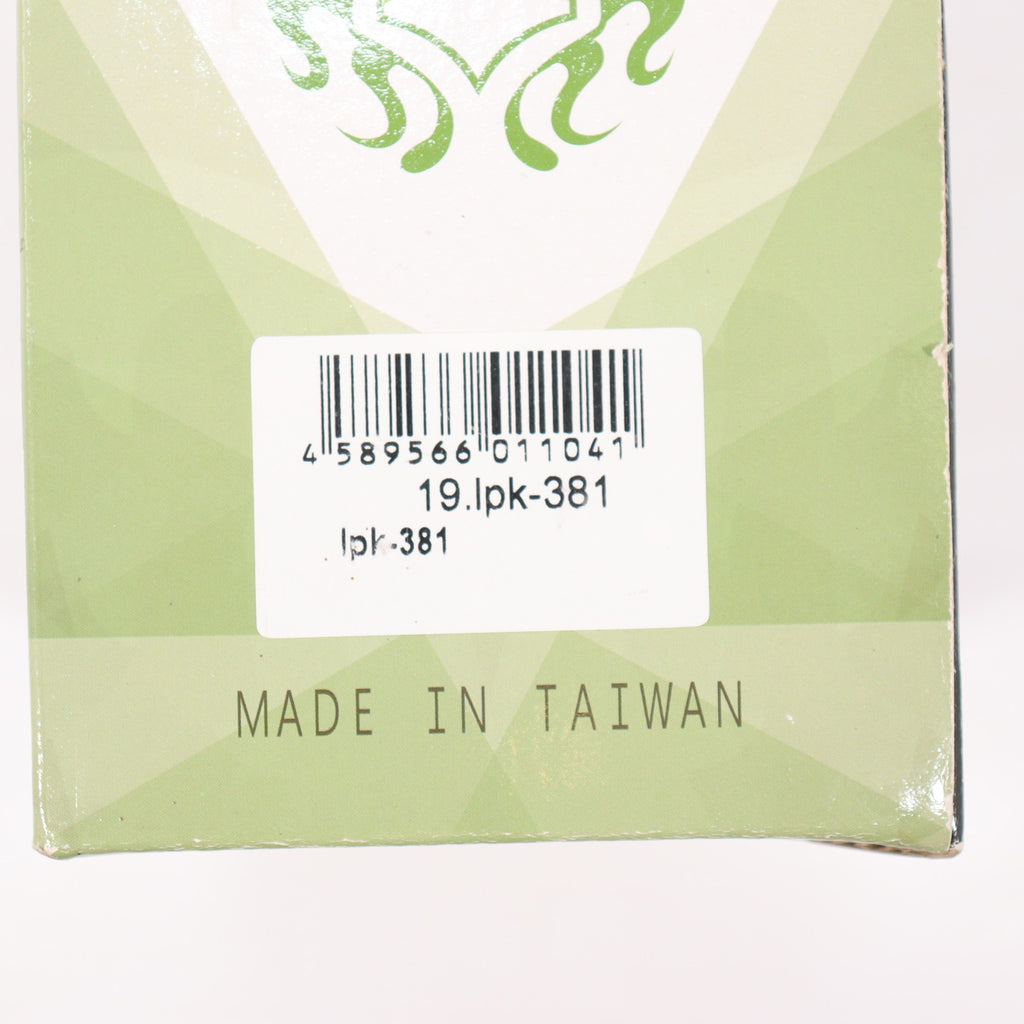 4 589566 011041
19.lpk-381
lpk-381
MADE IN TAIWAN